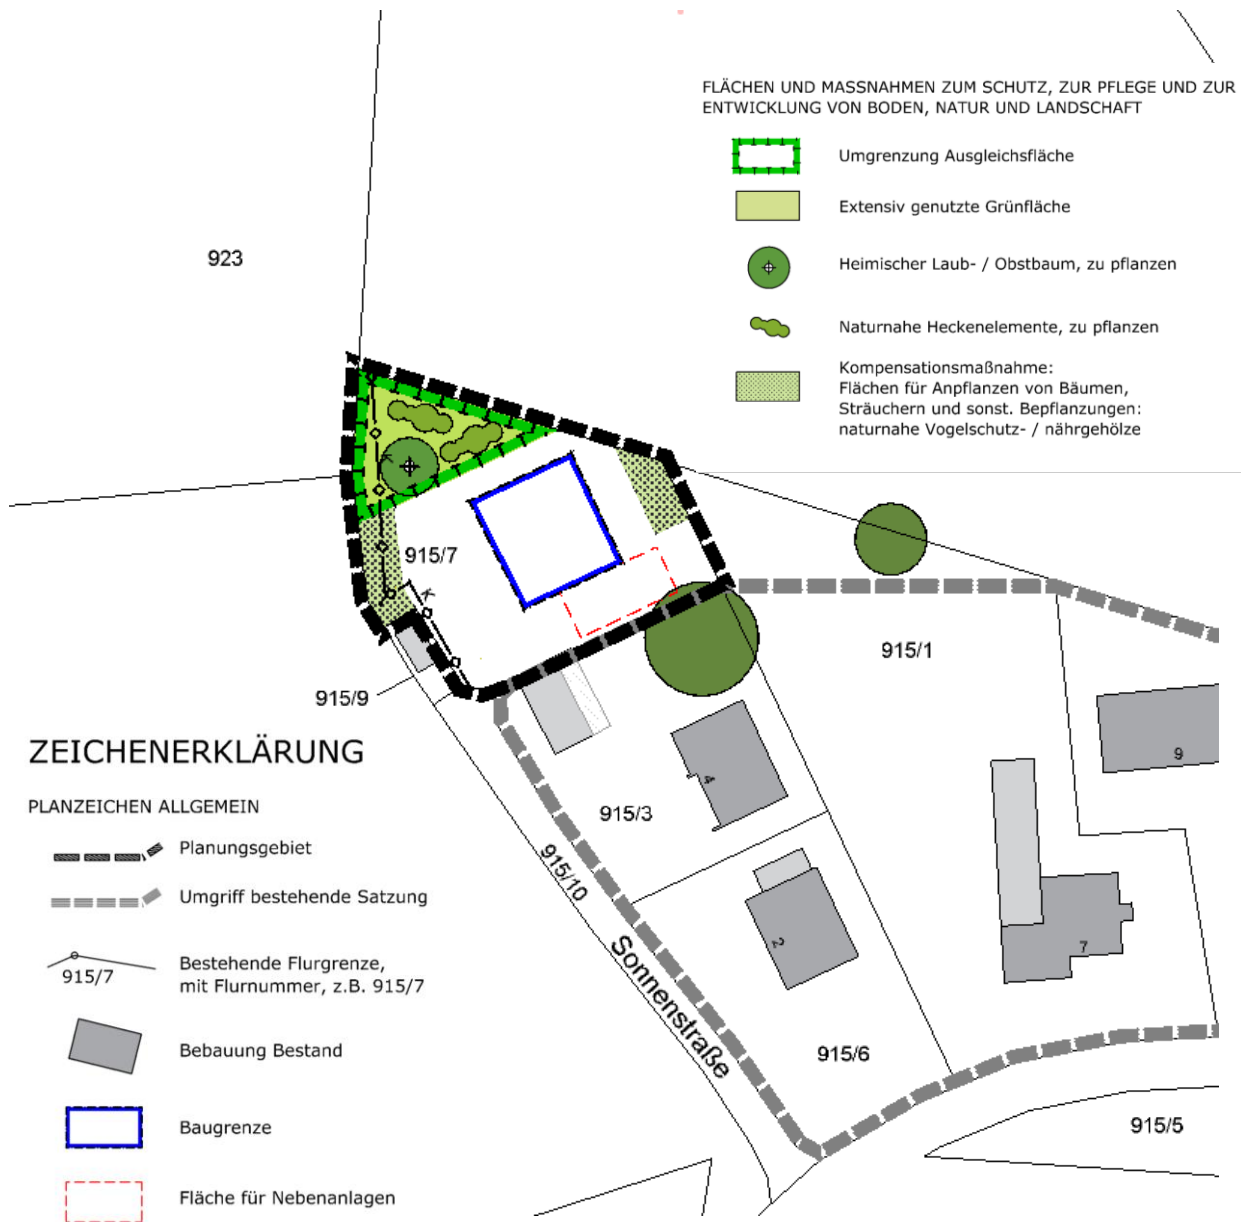 FLÄCHEN UND MASSNAHMEN ZUM SCHUTZ, ZUR PFLEGE UND ZUR
ENTWICKLUNG VON BODEN, NATUR UND LANDSCHAFT
Umgrenzung Ausgleichsfläche
Extensiv genutzte Grünfläche
Heimischer Laub- / Obstbaum, zu pflanzen
Naturnahe Heckenelemente, zu pflanzen
Kompensationsmaßnahme:
Flächen für Anpflanzen von Bäumen,
Sträuchern und sonst. Bepflanzungen:
naturnahe Vogelschutz- / nährgehölze
923
K
915/7
K
915/1
915/9
9
4
915/3
915/10
2
7
Sonnenstraße
915/6
915/5
ZEICHENERKLÄRUNG
PLANZEICHEN ALLGEMEIN
Planungsgebiet
Umgriff bestehende Satzung
915/7
Bestehende Flurgrenze,
mit Flurnummer, z.B. 915/7
Bebauung Bestand
Baugrenze
Fläche für Nebenanlagen